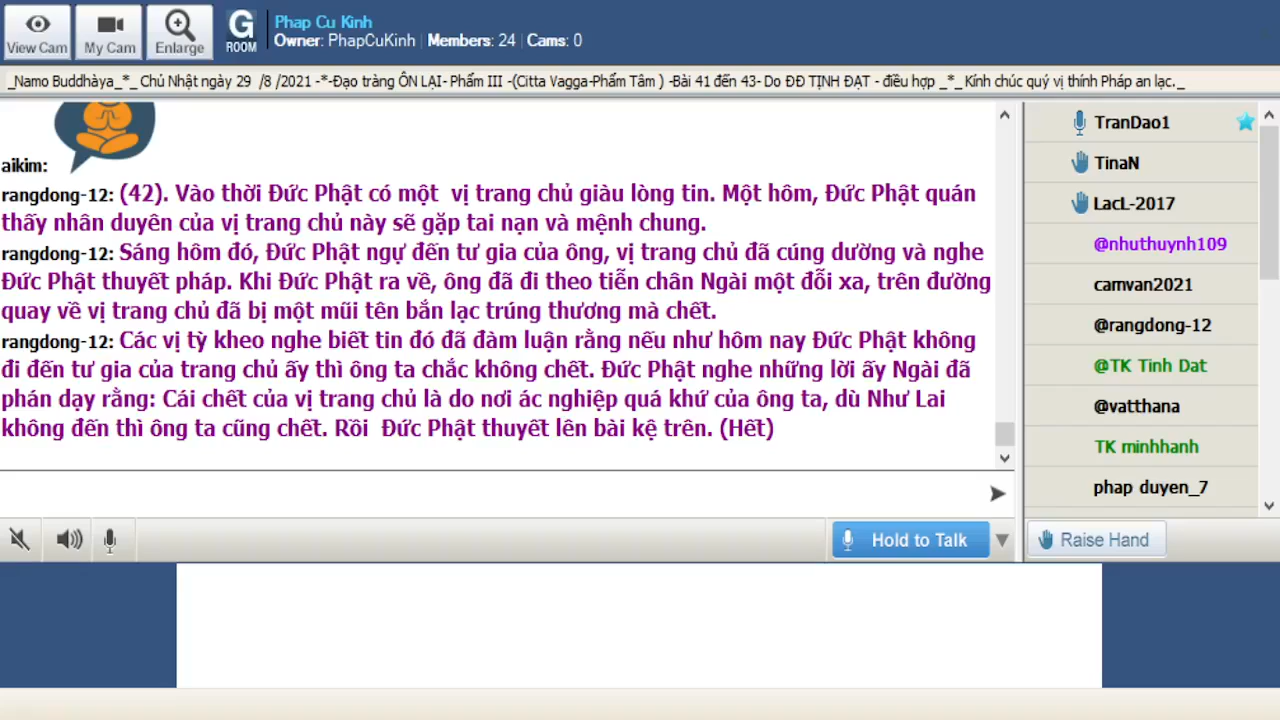 View Cam
My Cam
Enlarge
G
ROOM
Phap Cu Kinh
Owner: PhapCuKinh | Members: 24 | Cams: 0
_Namo Buddhàya_*_ Chủ Nhật ngày 29 /8 /2021 -*-Đạo tràng ÔN LẠI- Phẩm III -(Citta Vagga-Phẩm Tâm ) -Bài 41 đến 43- Do ĐĐ TỊNH ĐẠT - điều hợp _*_ Kính chúc quý vị thính Pháp an lạc._
aikim:
rangdong-12: (42). Vào thời Đức Phật có một vị trang chủ giàu lòng tin. Một hôm, Đức Phật quán
thấy nhân duyên của vị trang chủ này sẽ gặp tai nạn và mệnh chung.
rangdong-12: Sáng hôm đó, Đức Phật ngự đến tư gia của ông, vị trang chủ đã cúng dường và nghe
Đức Phật thuyết pháp. Khi Đức Phật ra về, ông đã đi theo tiễn chân Ngài một đỗi xa, trên đường
quay về vị trang chủ đã bị một mũi tên bắn lạc trúng thương mà chết.
rangdong-12: Các vị tỳ kheo nghe biết tin đó đã đàm luận rằng nếu như hôm nay Đức Phật không
đi đến tư gia của trang chủ ấy thì ông ta chắc không chết. Đức Phật nghe những lời ấy Ngài đã
phán dạy rằng: Cái chết của vị trang chủ là do nơi ác nghiệp quá khứ của ông ta, dù Như Lai
không đến thì ông ta cũng chết. Rồi Đức Phật thuyết lên bài kệ trên. (Hết)
Hold to Talk
TranDao1
TinaN
LacL-2017
@nhuthuynh109
camvan2021
@rangdong-12
@TK Tinh Dat
@vatthana
TK minhhanh
phap duyen_7
Raise Hand